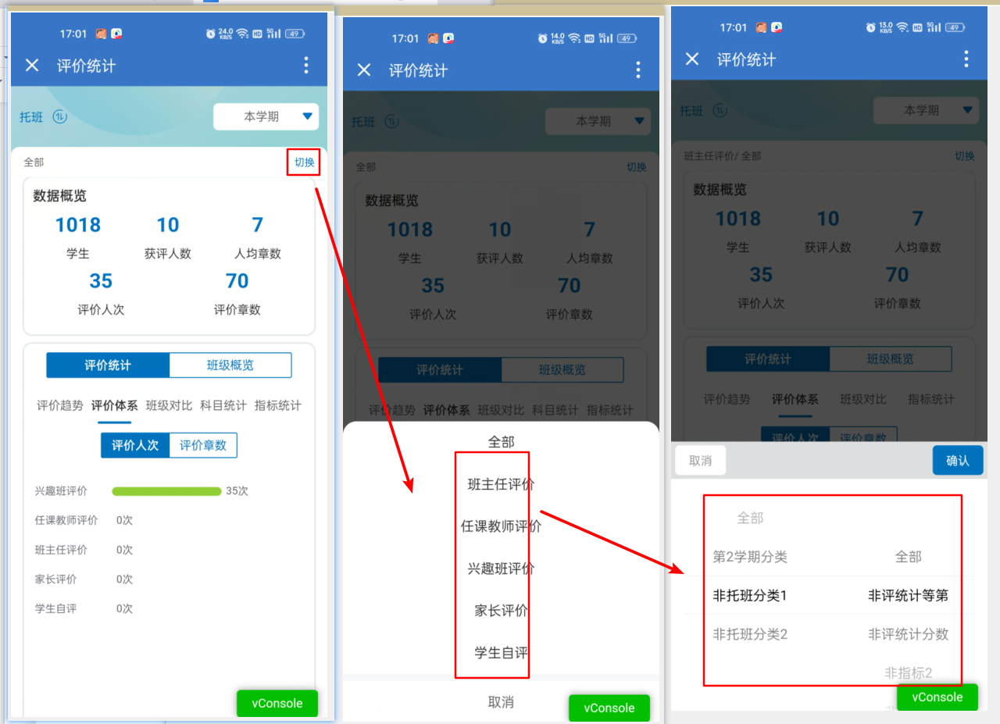 17:01 24.0 KB/S HD 5G 49
评价统计
托班
本学期
全部
切换
数据概览
1018 10 7
学生 获评人数 人均章数
35 70
评价人次 评价章数
评价统计 班级概览
评价趋势 评价体系 班级对比 科目统计 指标统计
评价人次 评价章数
兴趣班评价 35次
任课教师评价 0次
班主任评价 0次
家长评价 0次
学生自评 0次
vConsole
17:01 14.0 KB/S HD 5G 49
评价统计
托班
本学期
全部
切换
数据概览
1018 10 7
学生 获评人数 人均章数
35 70
评价人次 评价章数
评价统计 班级概览
评价趋势 评价体系 班级对比 科目统计 指标统计
全部
班主任评价
任课教师评价
兴趣班评价
家长评价
学生自评
取消
vConsole
17:01 13.0 KB/S HD 5G 49
评价统计
托班
本学期
班主任评价/ 全部
切换
数据概览
1018 10 7
学生 获评人数 人均章数
35 70
评价人次 评价章数
评价统计 班级概览
评价趋势 评价体系 班级对比 指标统计
评价人次 评价章数
取消 确认
全部
第2学期分类 全部
非托班分类1 非评统计等第
非托班分类2 非评统计分数
非指标2
vConsole